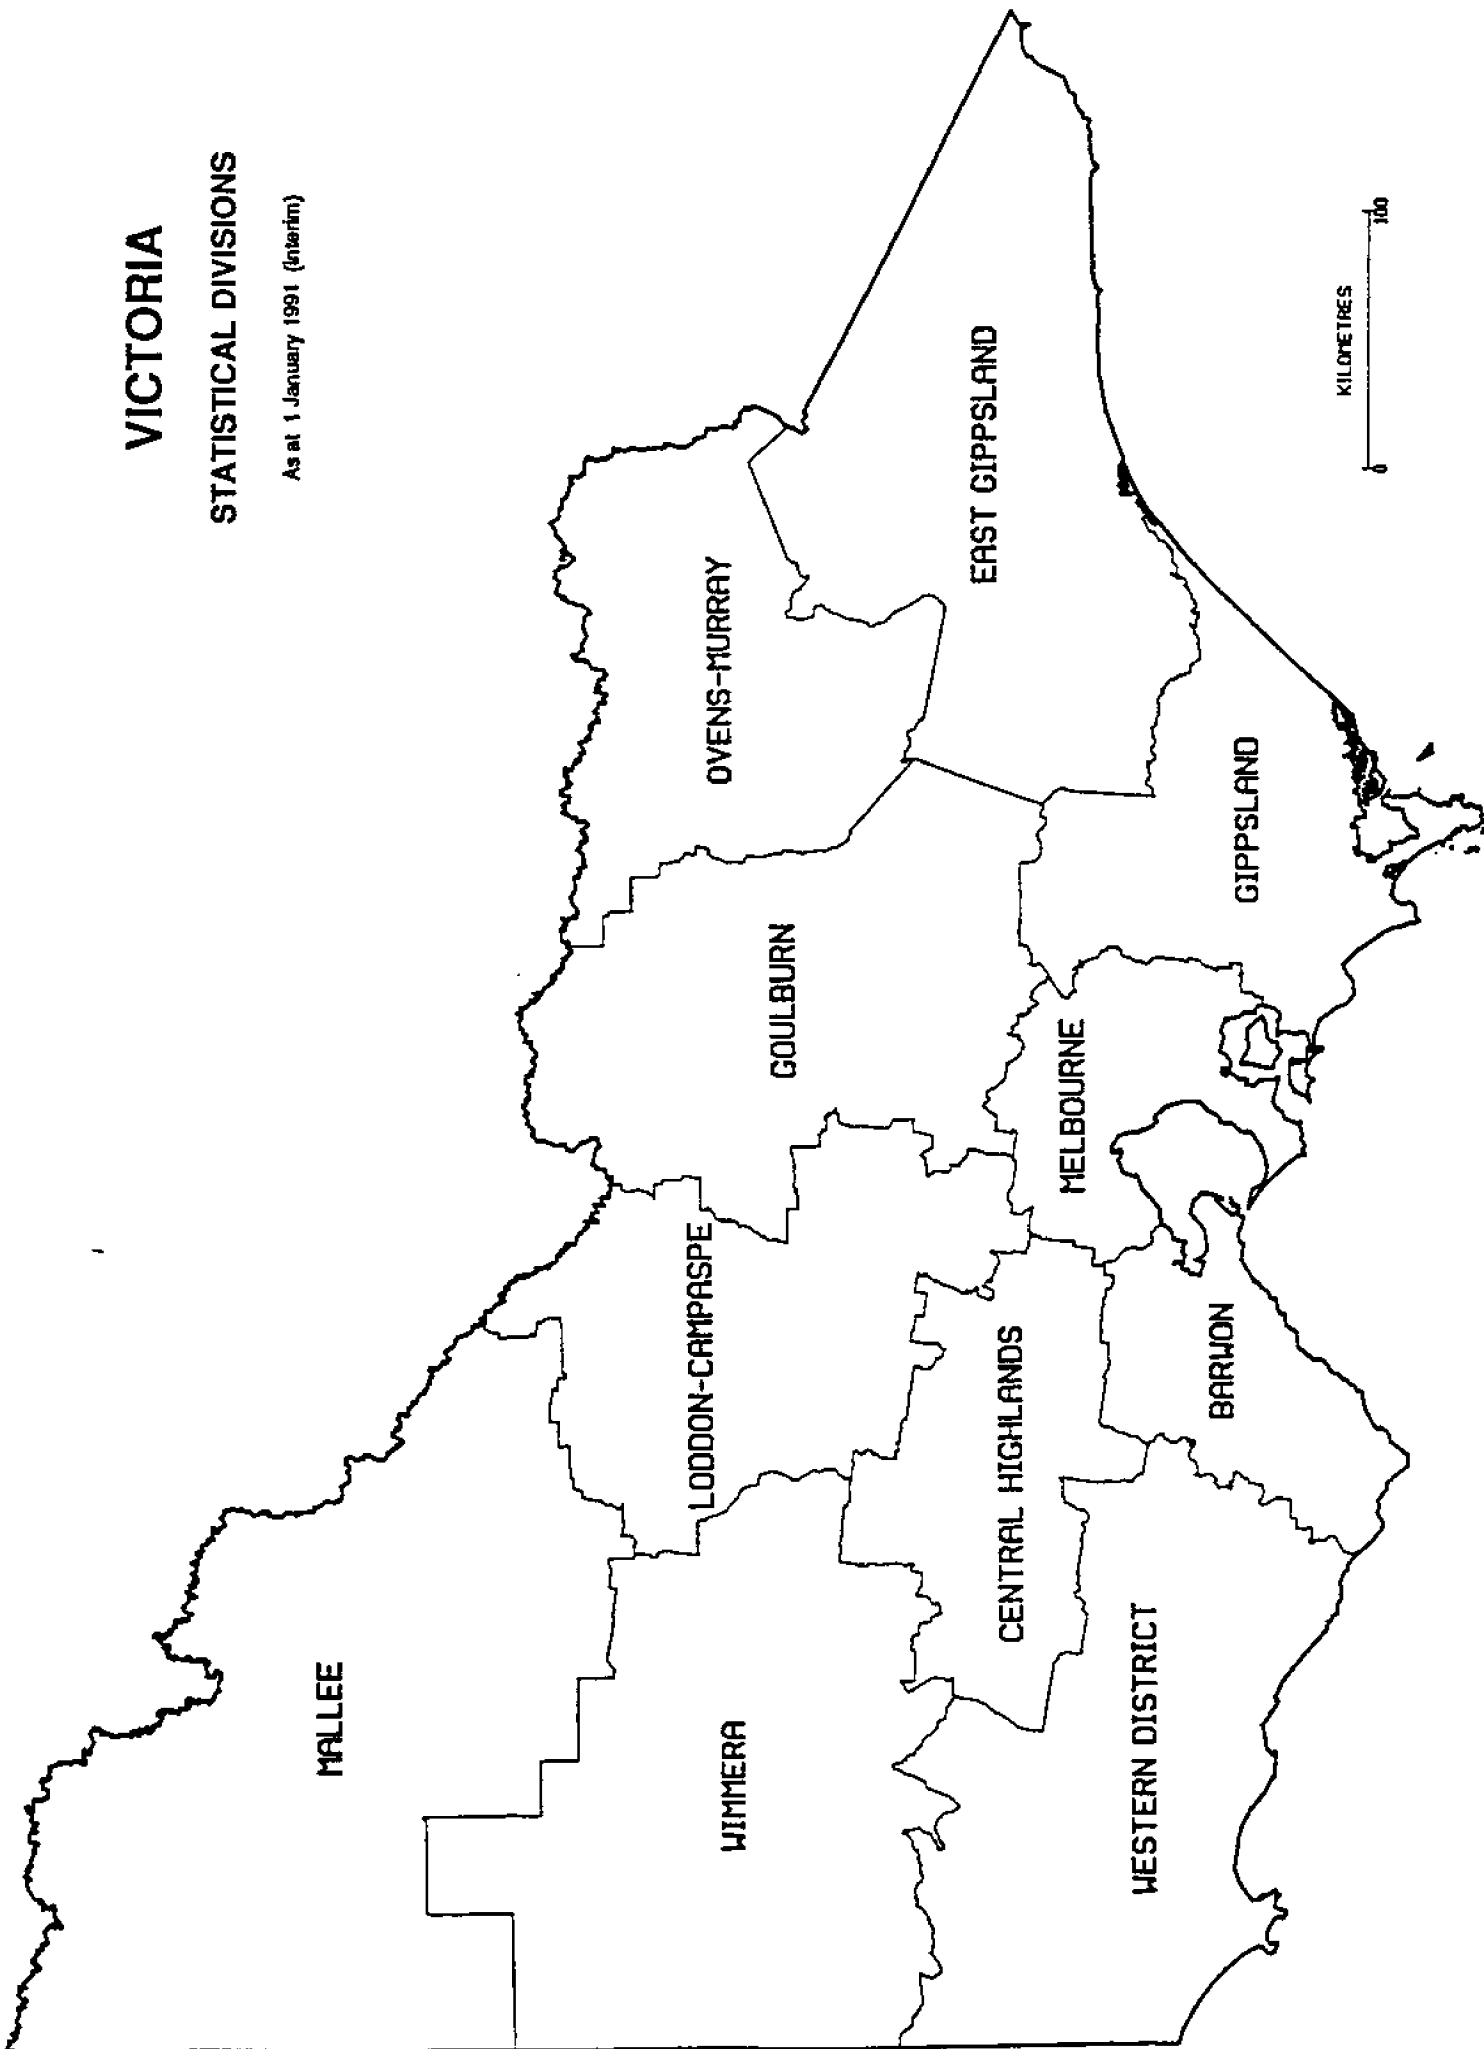 VICTORIA
STATISTICAL DIVISIONS
As at 1 January 1991 (Interim)
MALLEE
WIMMERA
LODDON-CAMPASPE
GOULBURN
OVENS-MURRAY
EAST GIPPSLAND
CENTRAL HIGHLANDS
MELBOURNE
GIPPSLAND
WESTERN DISTRICT
BARWON
KILOMETRES
0 100